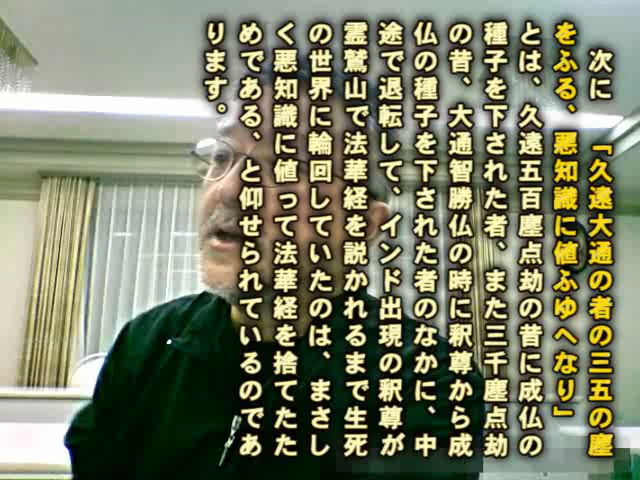 次に「久遠大通の者の三五の塵
をふる、悪知識に値ふゆへなり」
とは、久遠五百塵点劫の昔に成仏の
種子を下された者、また三千塵点劫
の昔、大通智勝仏の時に釈尊から成
仏の種子を下された者のなかに、中
途で退転して、インド出現の釈尊が
霊鷲山で法華経を説かれるまで生死
の世界に輪回していたのは、まさし
く悪知識に値って法華経を捨てたた
めである、と仰せられているのであ
ります。